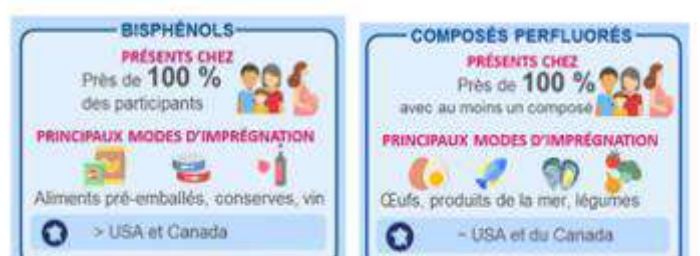 BISPHÉNOLS
PRÉSENTS CHEZ
Près de 100 %
des participants
PRINCIPAUX MODES D'IMPRÉGNATION
Aliments pré-emballés, conserves, vin
> USA et Canada
COMPOSÉS PERFLUORÉS
PRÉSENTS CHEZ
Près de 100 %
avec au moins un composé
PRINCIPAUX MODES D'IMPRÉGNATION
Œufs, produits de la mer, légumes
~ USA et du Canada